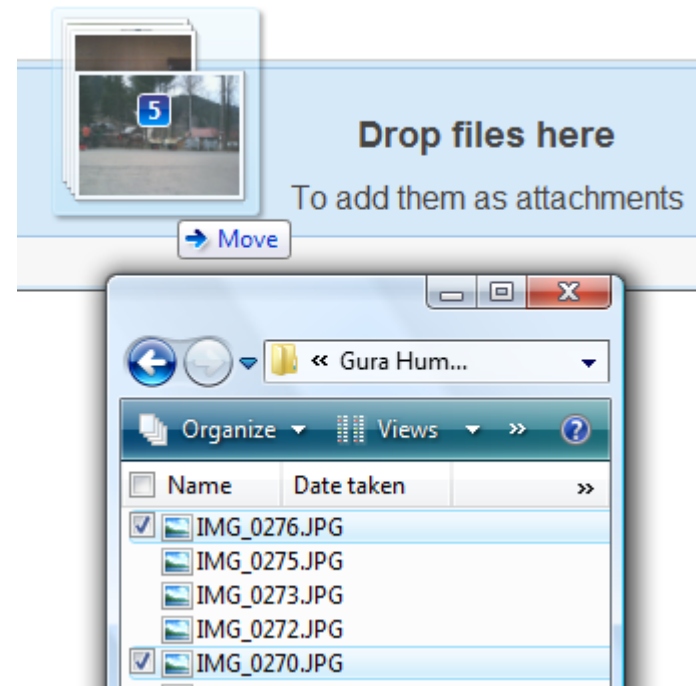 5
Drop files here
To add them as attachments
Move
« Gura Hum...
Organize Views »
Name Date taken »
IMG_0276.JPG
IMG_0275.JPG
IMG_0273.JPG
IMG_0272.JPG
IMG_0270.JPG